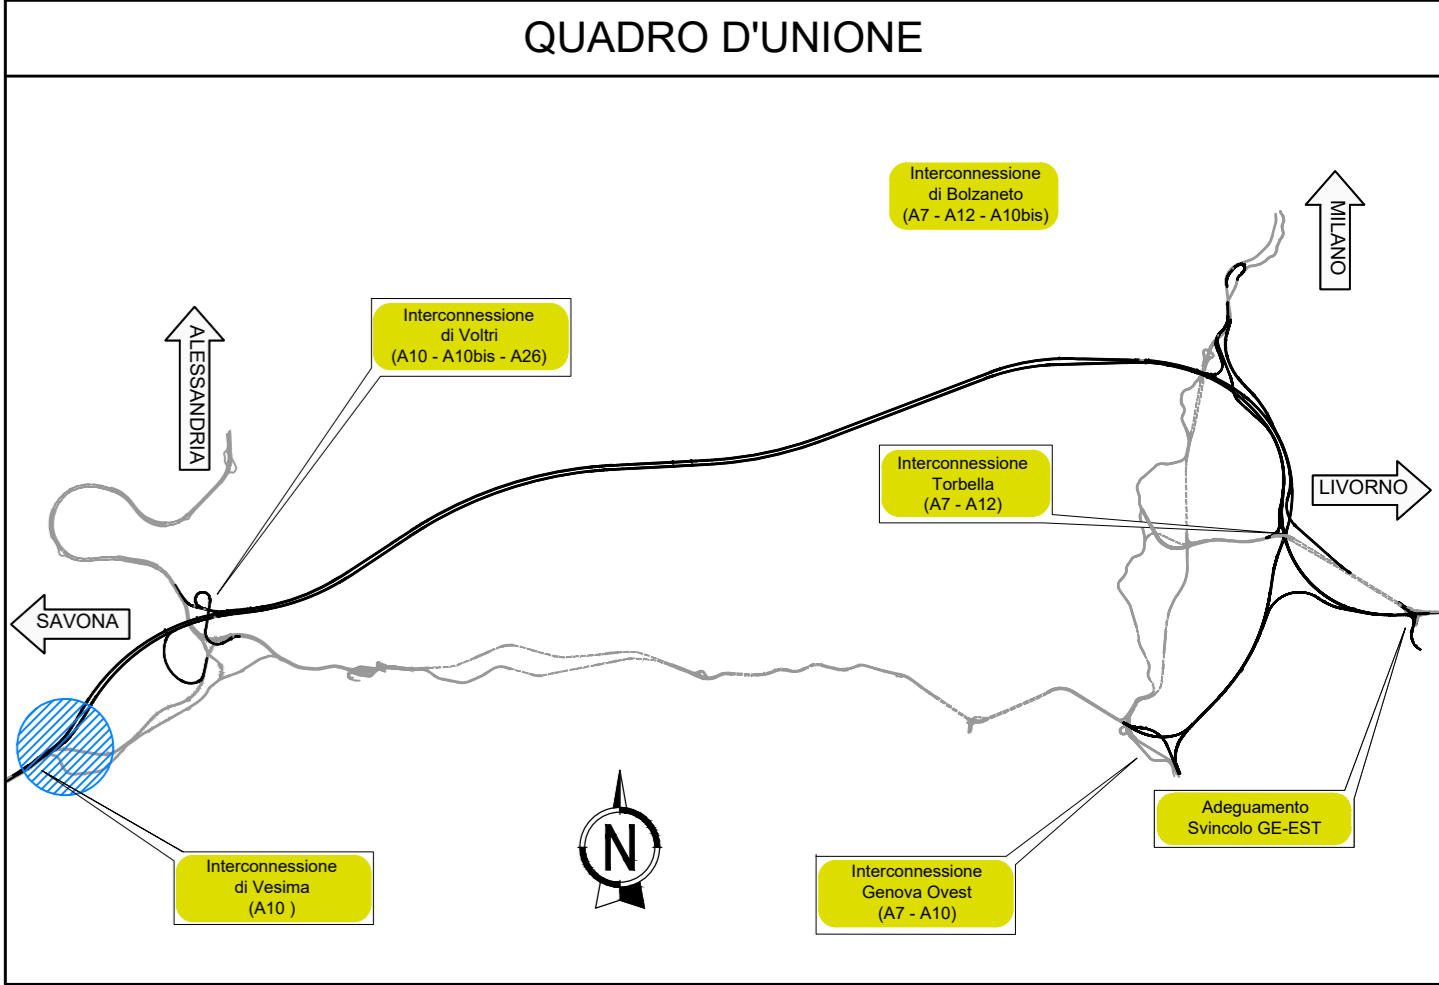 QUADRO D'UNIONE
Interconnessione
di Bolzaneto
(A7 - A12 - A10bis)
MILANO
Interconnessione
di Voltri
(A10 - A10bis - A26)
ALESSANDRIA
Interconnessione
Torbella
(A7 - A12)
LIVORNO
SAVONA
Adeguamento
Svincolo GE-EST
Interconnessione
di Vesima
(A10 )
N
Interconnessione
Genova Ovest
(A7 - A10)